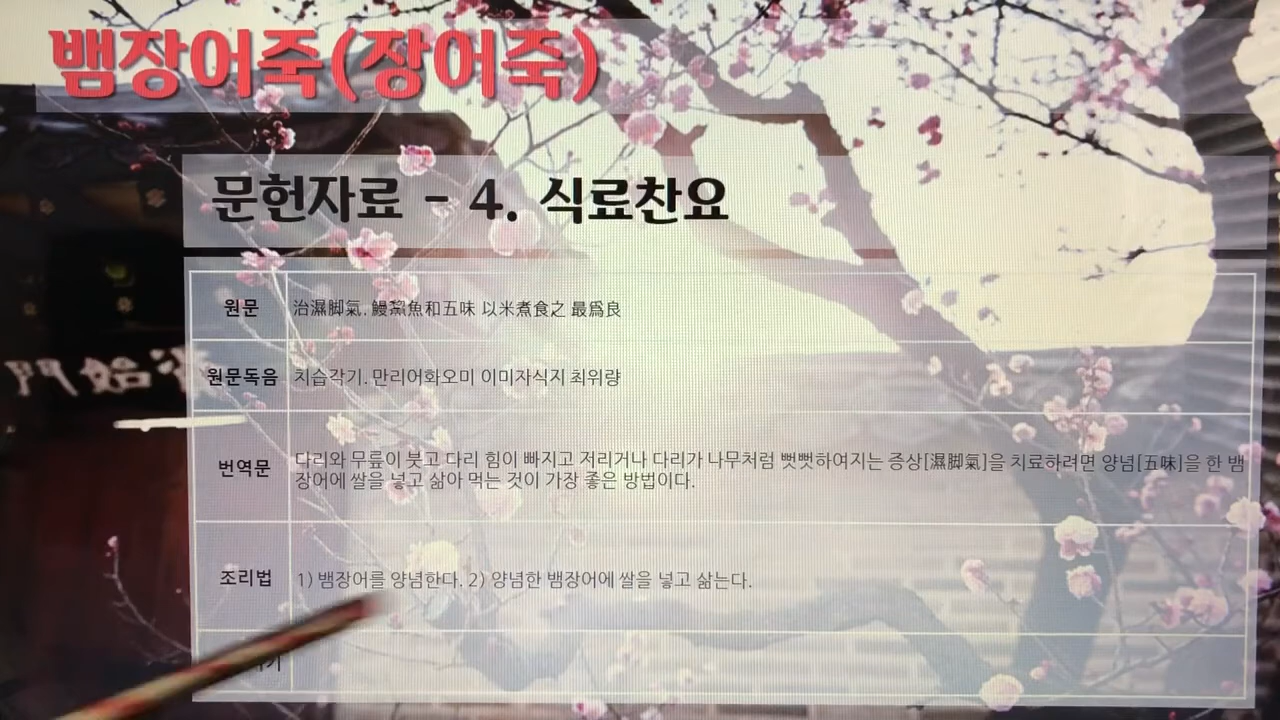 뱀장어죽(장어죽)
문헌자료 - 4. 식료찬요
원문 治濕脚氣. 鰻鱺魚和五味 以米煮食之 最爲良
원문독음 치습각기. 만리어화오미 이미자식지 최위량
번역문 다리와 무릎이 붓고 다리 힘이 빠지고 저리거나 다리가 나무처럼 뻣뻣하여지는 증상[濕脚氣]을 치료하려면 양념[五味]을 한 뱀
장어에 쌀을 넣고 삶아 먹는 것이 가장 좋은 방법이다.
조리법 1) 뱀장어를 양념한다. 2) 양념한 뱀장어에 쌀을 넣고 삶는다.